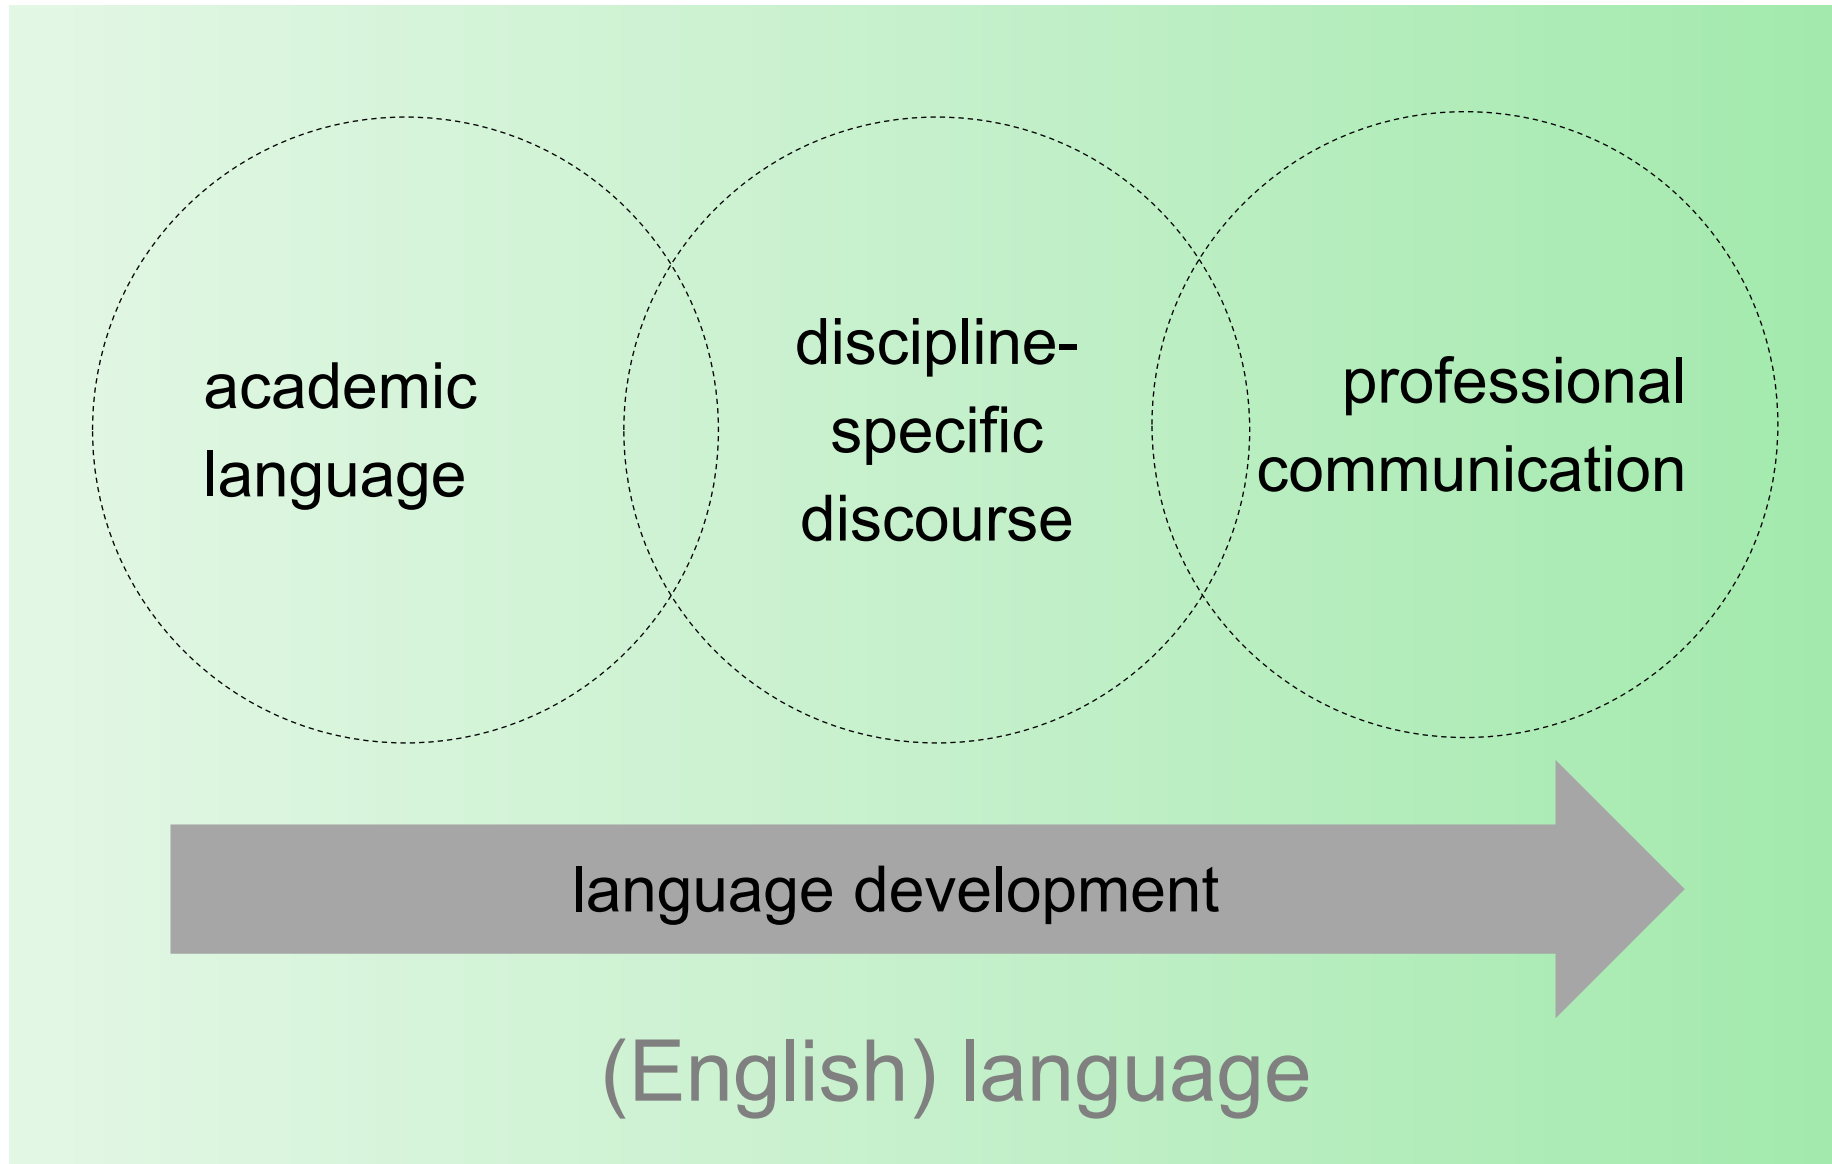 academic
language
discipline-
specific
discourse
professional
communication
language development
(English) language